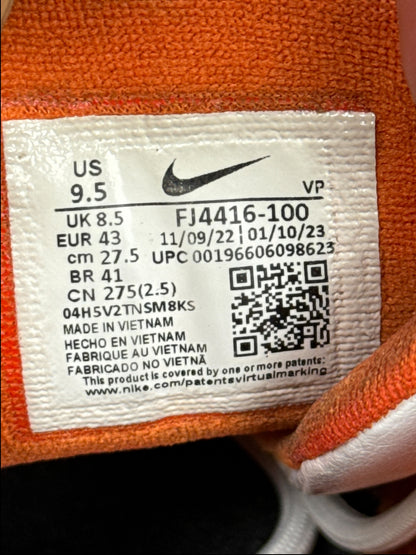 US
9.5
VP
UK 8.5 FJ4416-100
EUR 43 11/09/22 | 01/10/23
cm 27.5 UPC 00196606098623
BR 41
CN 275(2.5)
04H5V2TNSM8KS
MADE IN VIETNAM
HECHO EN VIETNAM
FABRIQUE AU VIETNAM
FABRICADO NO VIETNÃ
This product is covered by one or more patents:
www.nike.com/patentsvirtualmarking